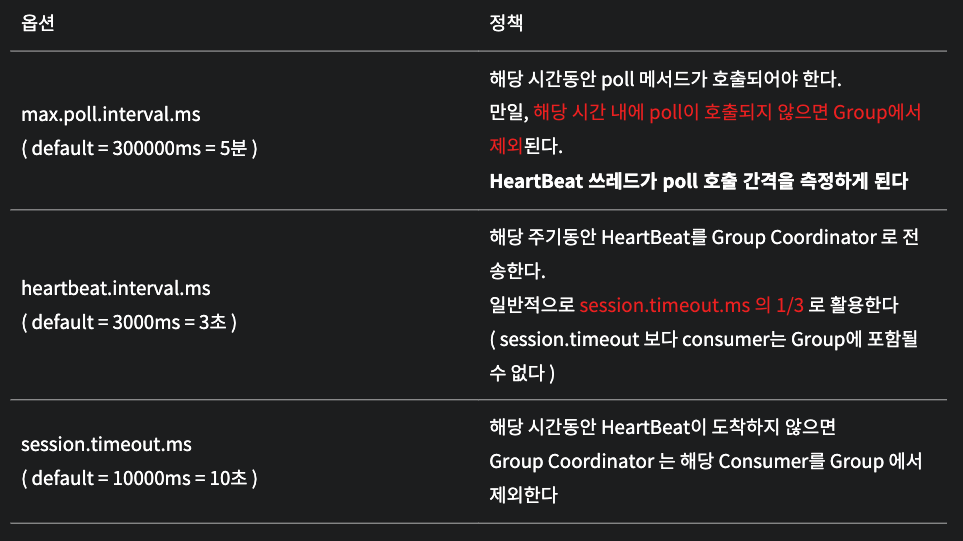 옵션
정책
max.poll.interval.ms
( default = 300000ms = 5분 )
해당 시간동안 poll 메서드가 호출되어야 한다.
만일, 해당 시간 내에 poll이 호출되지 않으면 Group에서
제외된다.
HeartBeat 쓰레드가 poll 호출 간격을 측정하게 된다
heartbeat.interval.ms
( default = 3000ms = 3초 )
해당 주기동안 HeartBeat를 Group Coordinator 로 전
송한다.
일반적으로 session.timeout.ms 의 1/3 로 활용한다
( session.timeout 보다 consumer는 Group에 포함될
수 없다 )
session.timeout.ms
( default = 10000ms = 10초 )
해당 시간동안 HeartBeat이 도착하지 않으면
Group Coordinator 는 해당 Consumer를 Group 에서
제외한다